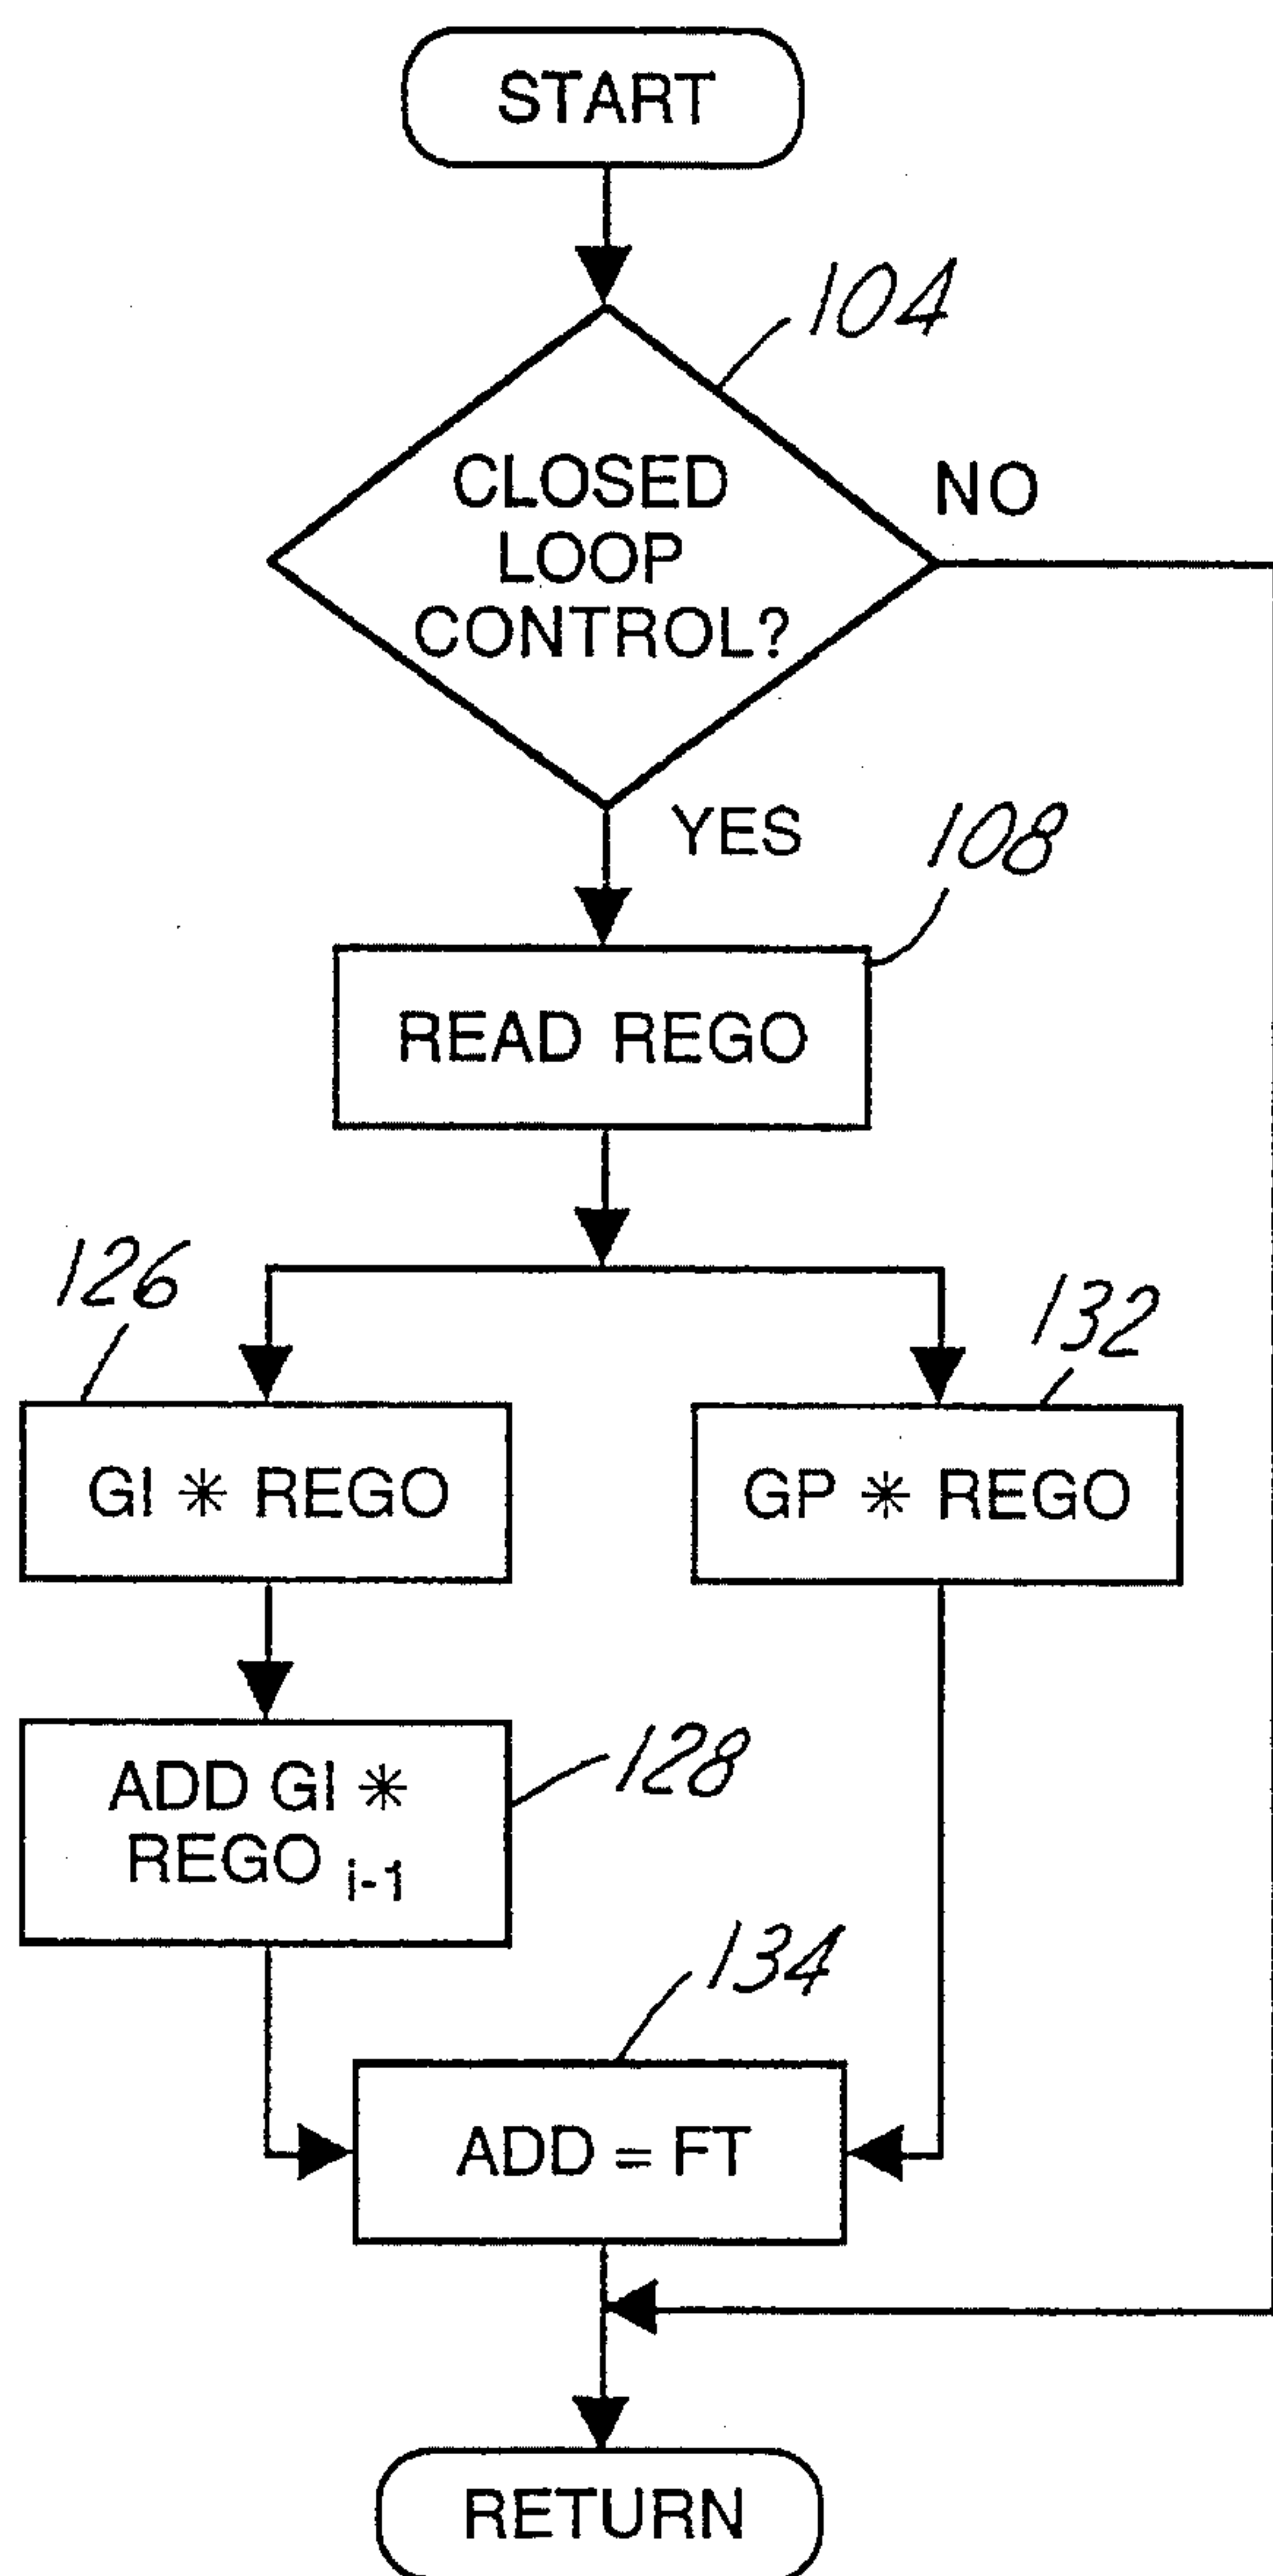 START
104
CLOSED
LOOP
CONTROL?
NO
YES
108
READ REGO
126
132
GI * REGO
GP * REGO
ADD GI *
REGO i-1
128
134
ADD = FT
RETURN